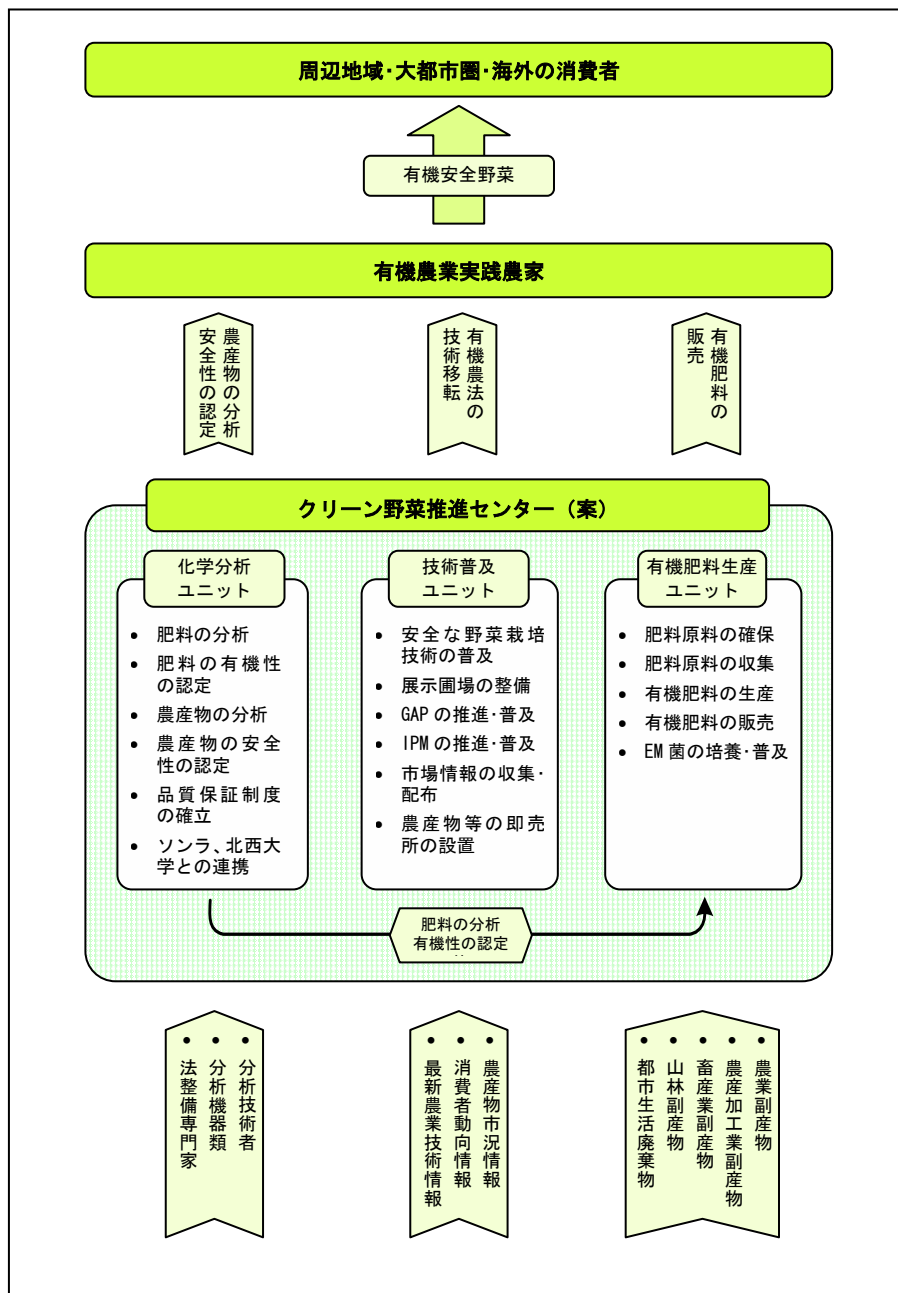 周辺地域・大都市圏・海外の消費者
有機安全野菜
有機農業実践農家
農産物の分析
安全性の認定
有機農法の
技術移転
有機肥料の
販売
クリーン野菜推進センター（案）
化学分析
ユニット
• 肥料の分析
• 肥料の有機性
の認定
• 農産物の分析
• 農産物の安全
性の認定
• 品質保証制度
の確立
• ソンラ、北西大
学との連携
技術普及
ユニット
• 安全な野菜栽培
技術の普及
• 展示圃場の整備
• GAP の推進・普及
• IPM の推進・普及
• 市場情報の収集・
配布
• 農産物等の即売
所の設置
有機肥料生産
ユニット
• 肥料原料の確保
• 肥料原料の収集
• 有機肥料の生産
• 有機肥料の販売
• EM 菌の培養・普及
肥料の分析
有機性の認定
• 分析技術者
• 分析機器類
• 法整備専門家
• 農産物市況情報
• 消費者動向情報
• 最新農業技術情報
• 農業副産物
• 農産加工業副産物
• 畜産業副産物
• 山林副産物
• 都市生活廃棄物